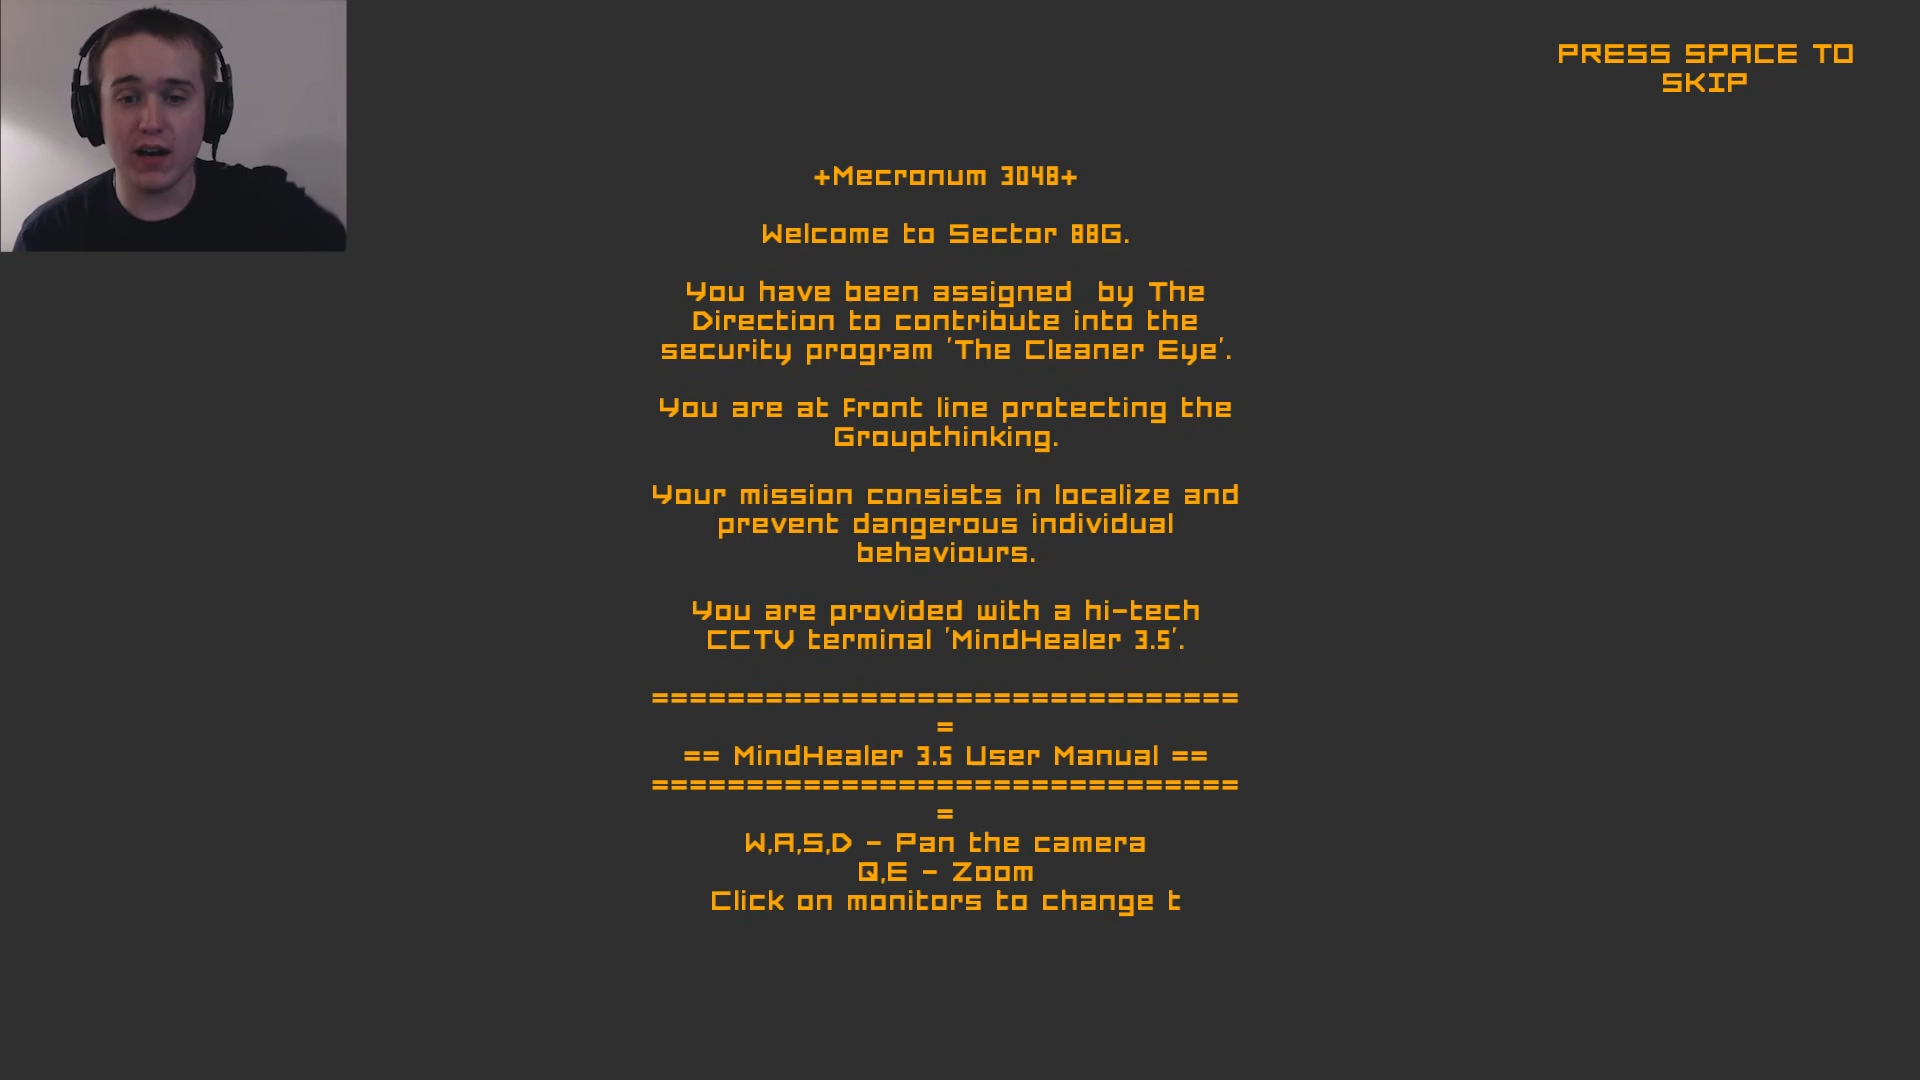 PRESS SPACE TO
SKIP
+Mecronum 3048+
Welcome to Sector 88G.
You have been assigned  by The
Direction to contribute into the
security program 'The Cleaner Eye'.
You are at front line protecting the
Groupthinking.
Your mission consists in localize and
prevent dangerous individual
behaviours.
You are provided with a hi-tech
CCTV terminal 'MindHealer 3.5'.
===============================
=
== MindHealer 3.5 User Manual ==
===============================
=
W,A,S,D - Pan the camera
Q,E - Zoom
Click on monitors to change t